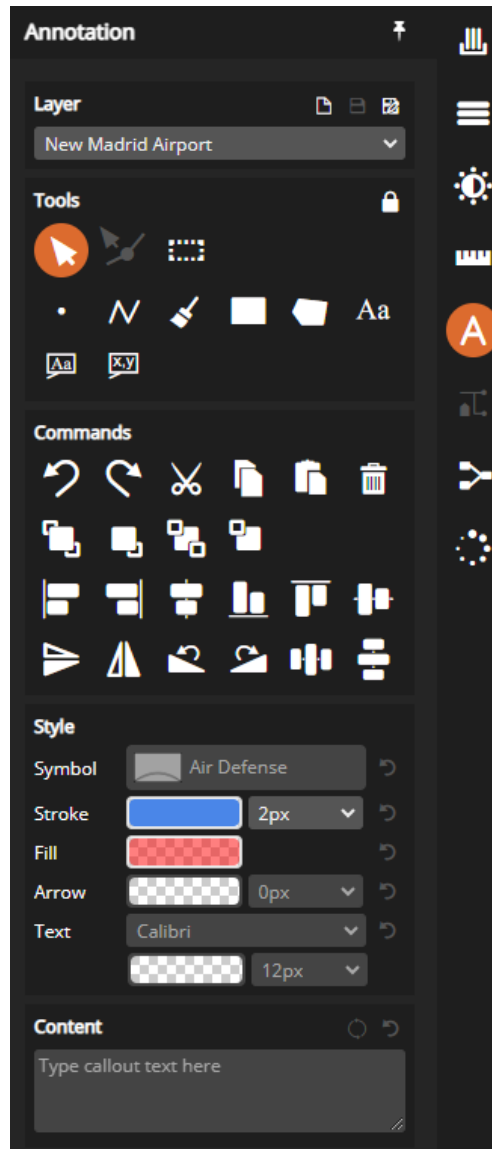 Annotation
Layer
New Madrid Airport
Tools
Aa
Aa
x,y
A
Commands
Style
Symbol Air Defense
Stroke 2px
Fill
Arrow 0px
Text Calibri
12px
Content
Type callout text here